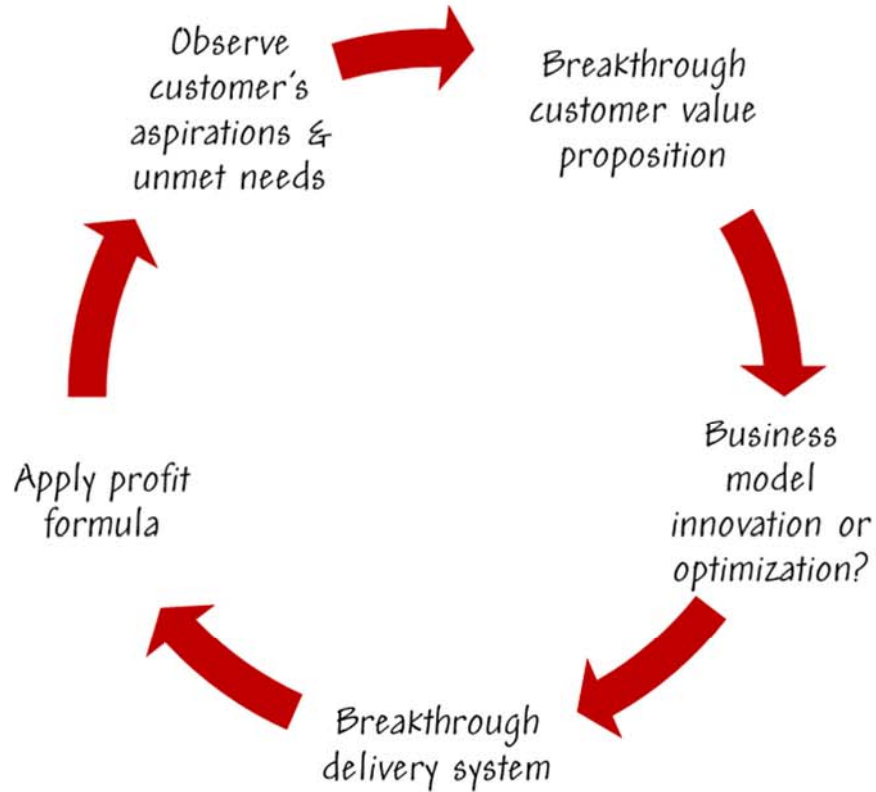 Observe
customer's
aspirations &
unmet needs
Breakthrough
customer value
proposition
Business
model
innovation or
optimization?
Breakthrough
delivery system
Apply profit
formula